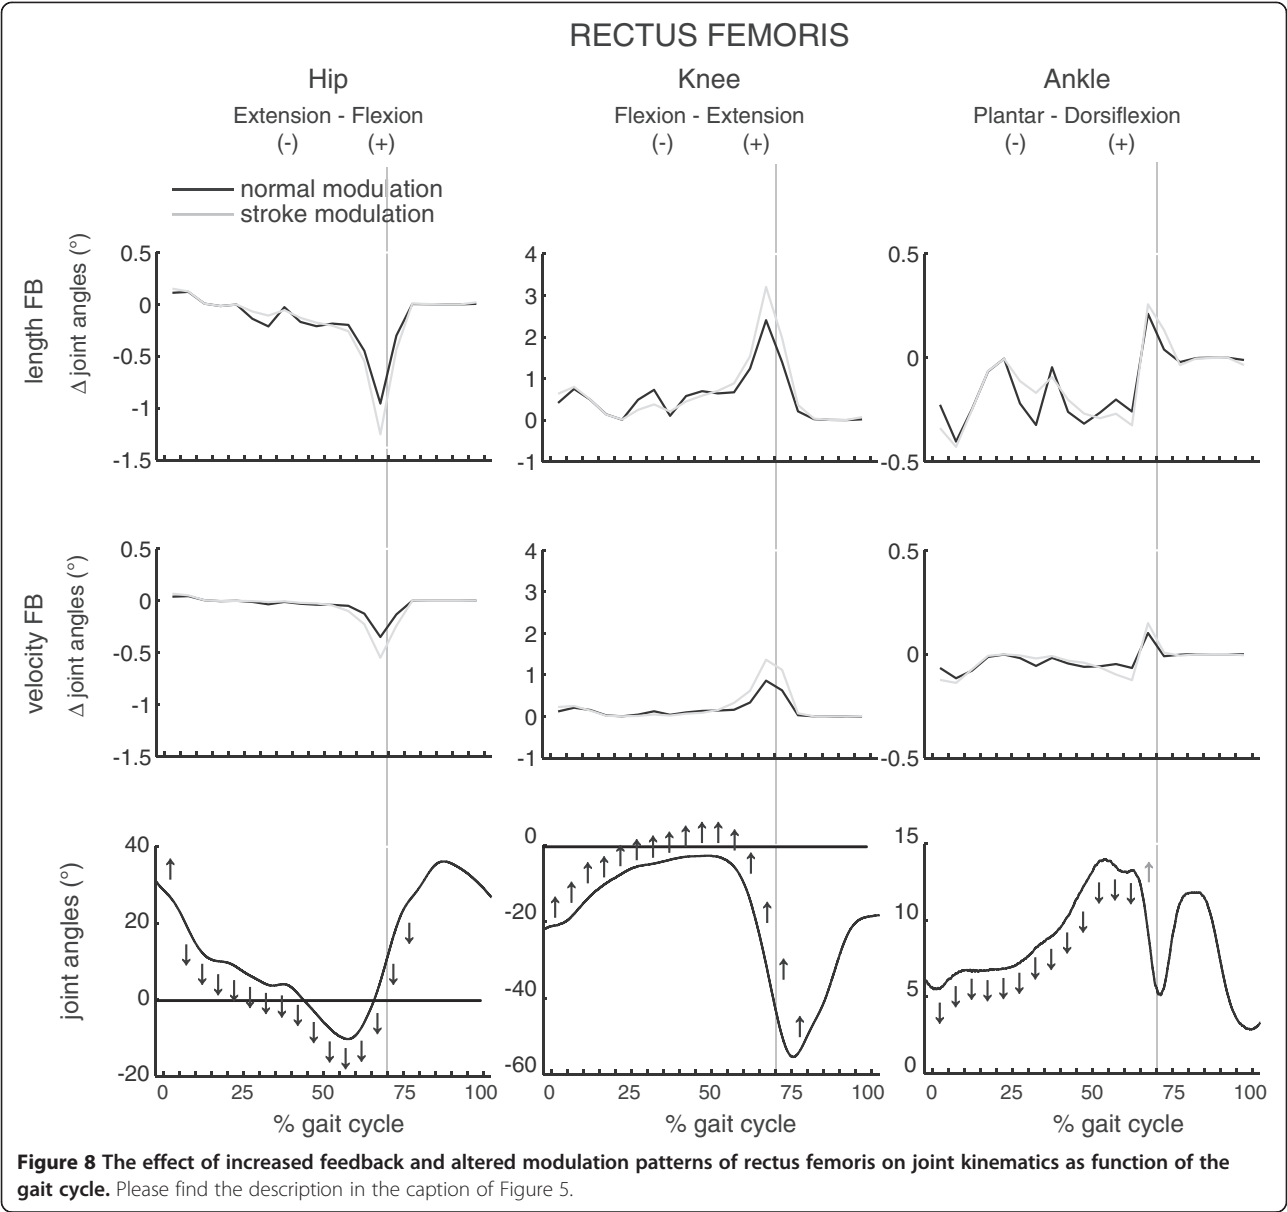 RECTUS FEMORIS
Hip Knee Ankle
Extension - Flexion Flexion - Extension Plantar - Dorsiflexion
(-) (+) (-) (+) (-) (+)
normal modulation
stroke modulation
length FB
Δ joint angles (°)
0.5 4 0.5
0 3 0
-0.5 2 -0.5
-1 1
-1.5 0
-1
velocity FB
Δ joint angles (°)
0.5 4 0.5
0 3 0
-0.5 2 -0.5
-1 1
-1.5 0
-1
joint angles (°)
40 0 15
20 -20 10
0 -40 5
-20 -60 0
0 25 50 75 100 0 25 50 75 100 0 25 50 75 100
% gait cycle % gait cycle % gait cycle
Figure 8 The effect of increased feedback and altered modulation patterns of rectus femoris on joint kinematics as function of the
gait cycle. Please find the description in the caption of Figure 5.